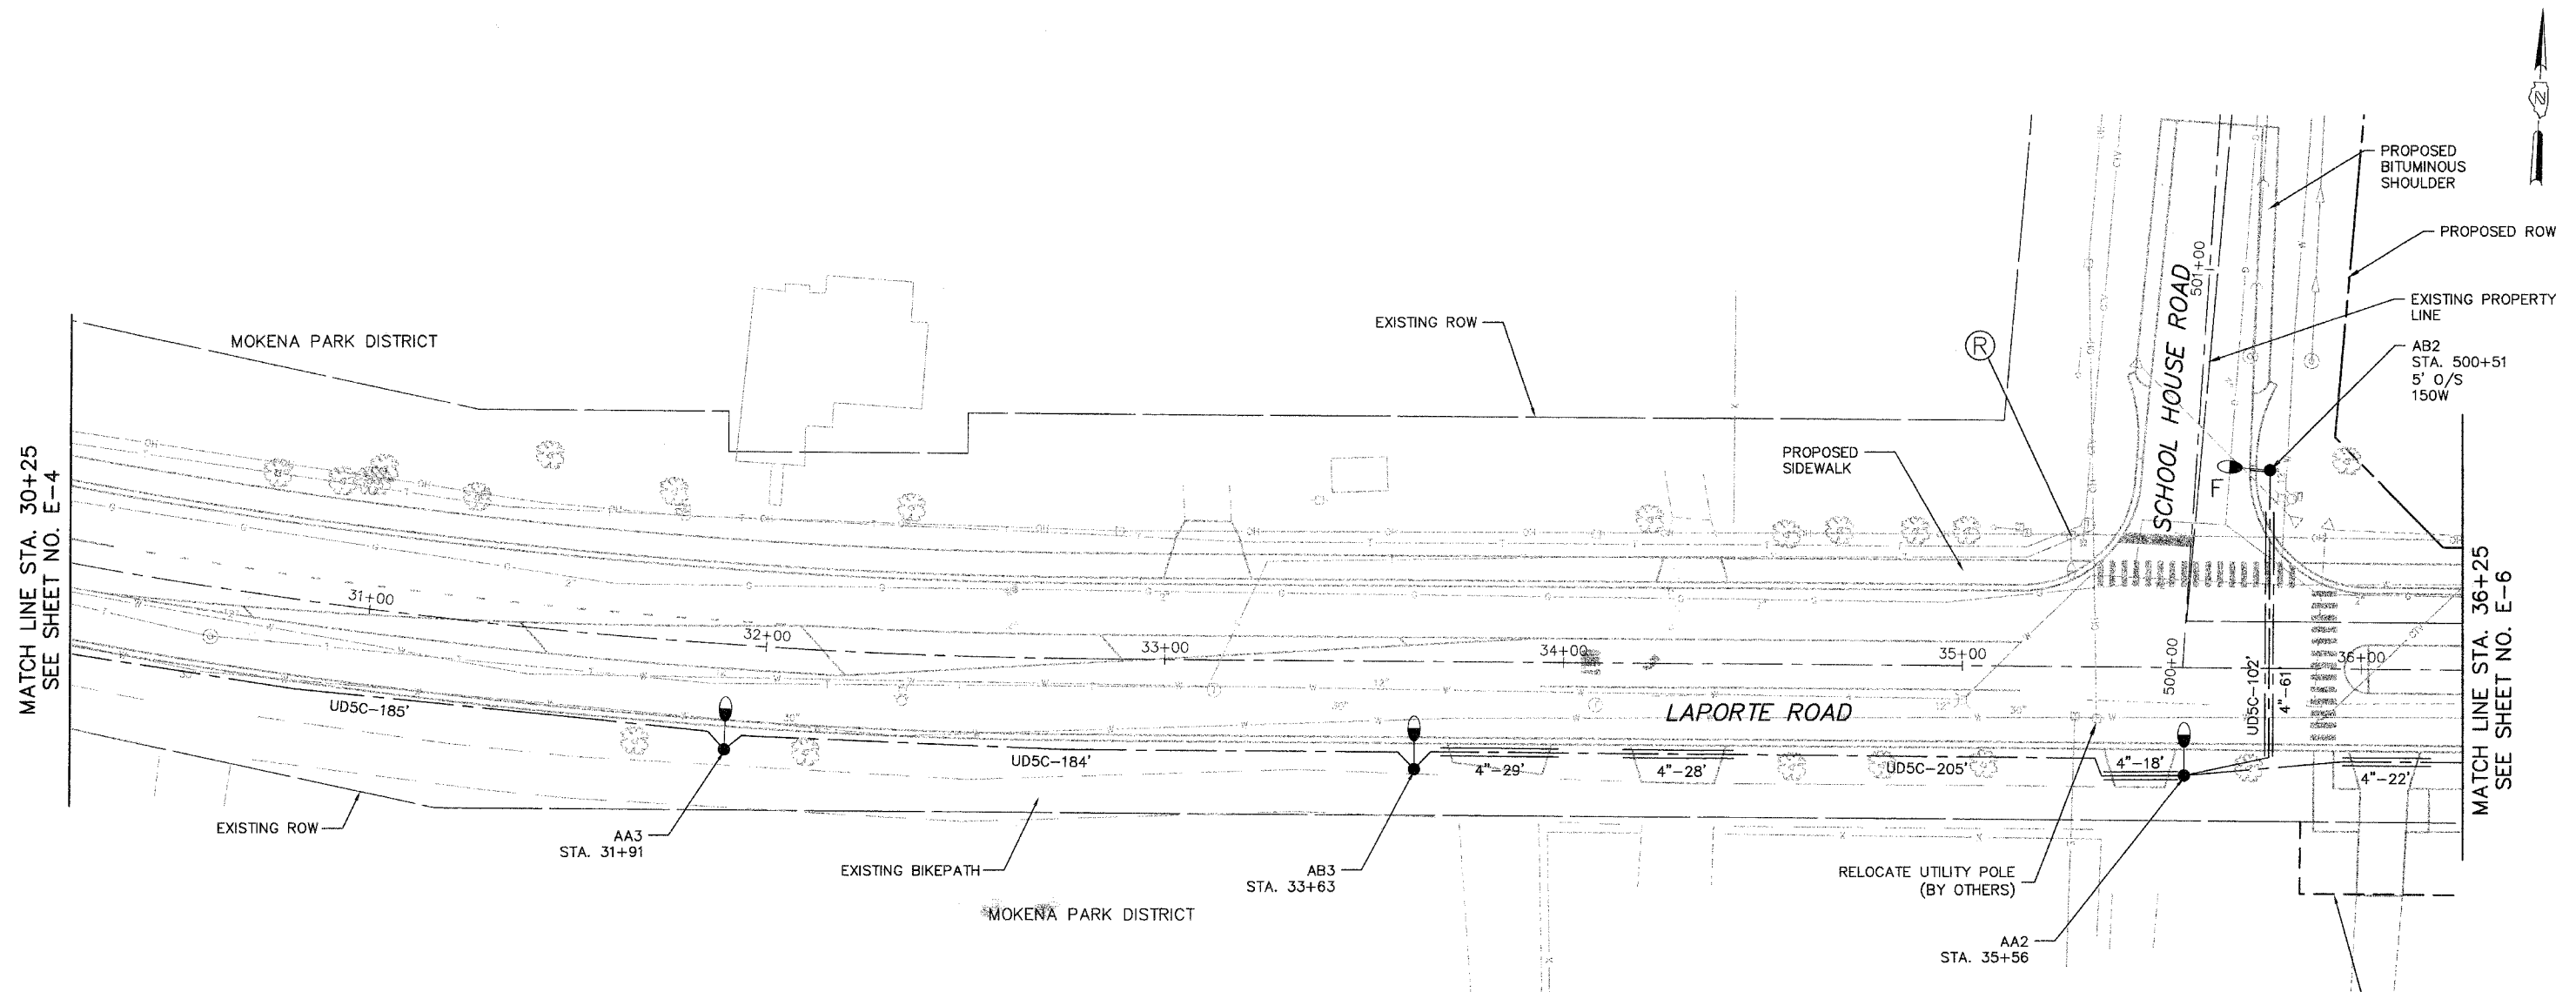 N
PROPOSED
BITUMINOUS
SHOULDER
PROPOSED ROW
EXISTING PROPERTY
LINE
AB2
STA. 500+51
5' O/S
150W
EXISTING ROW
R
MOKENA PARK DISTRICT
SCHOOL HOUSE ROAD
501+00
F
PROPOSED
SIDEWALK
MATCH LINE STA. 30+25
SEE SHEET NO. E-4
31+00
32+00
33+00
34+00
35+00
36+00
500+00
UD5C-102'
4"-61'
LAPORTE ROAD
UD5C-185'
UD5C-184'
4"-29'
4"-28'
UD5C-205'
4"-18'
4"-22'
MATCH LINE STA. 36+25
SEE SHEET NO. E-6
EXISTING ROW
AA3
STA. 31+91
EXISTING BIKEPATH
AB3
STA. 33+63
RELOCATE UTILITY POLE
(BY OTHERS)
MOKENA PARK DISTRICT
AA2
STA. 35+56